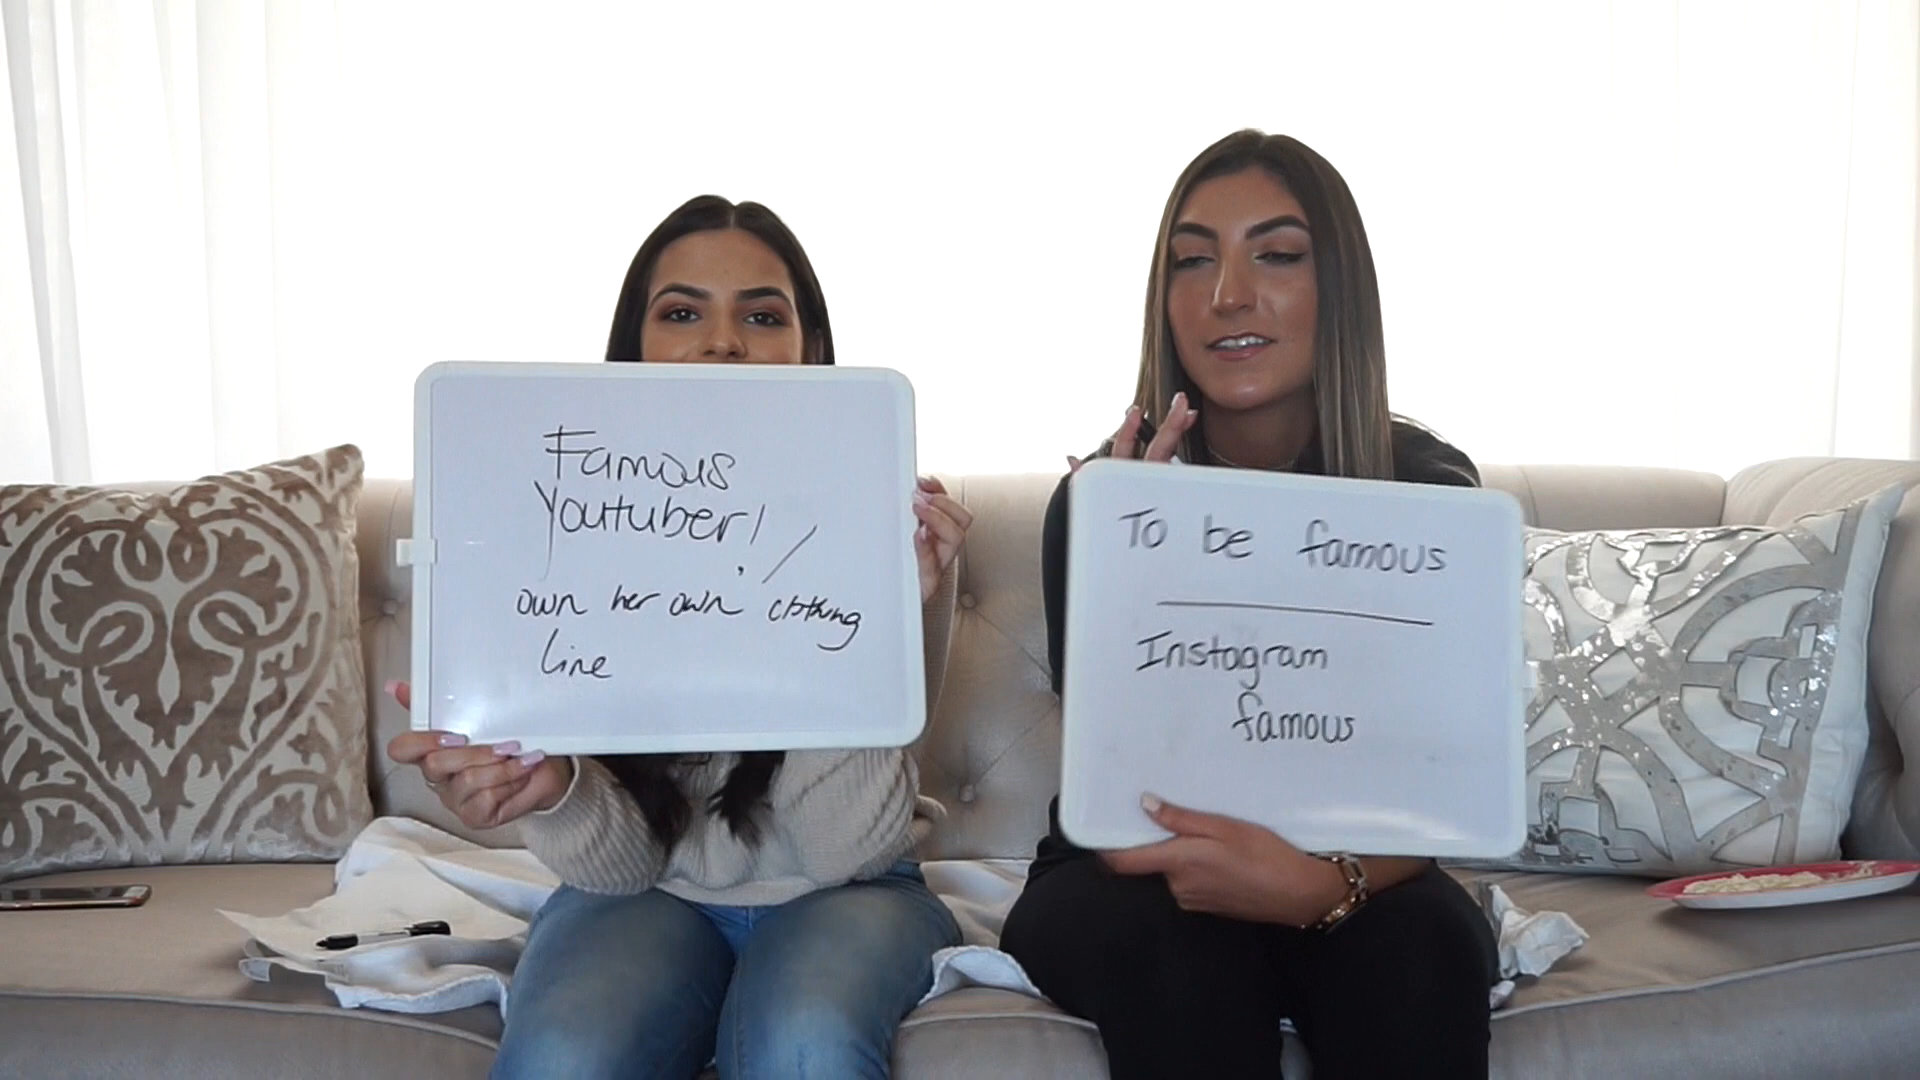 Famous
Youtuber! /
own her own clothing
line
To be famous
Instagram
famous